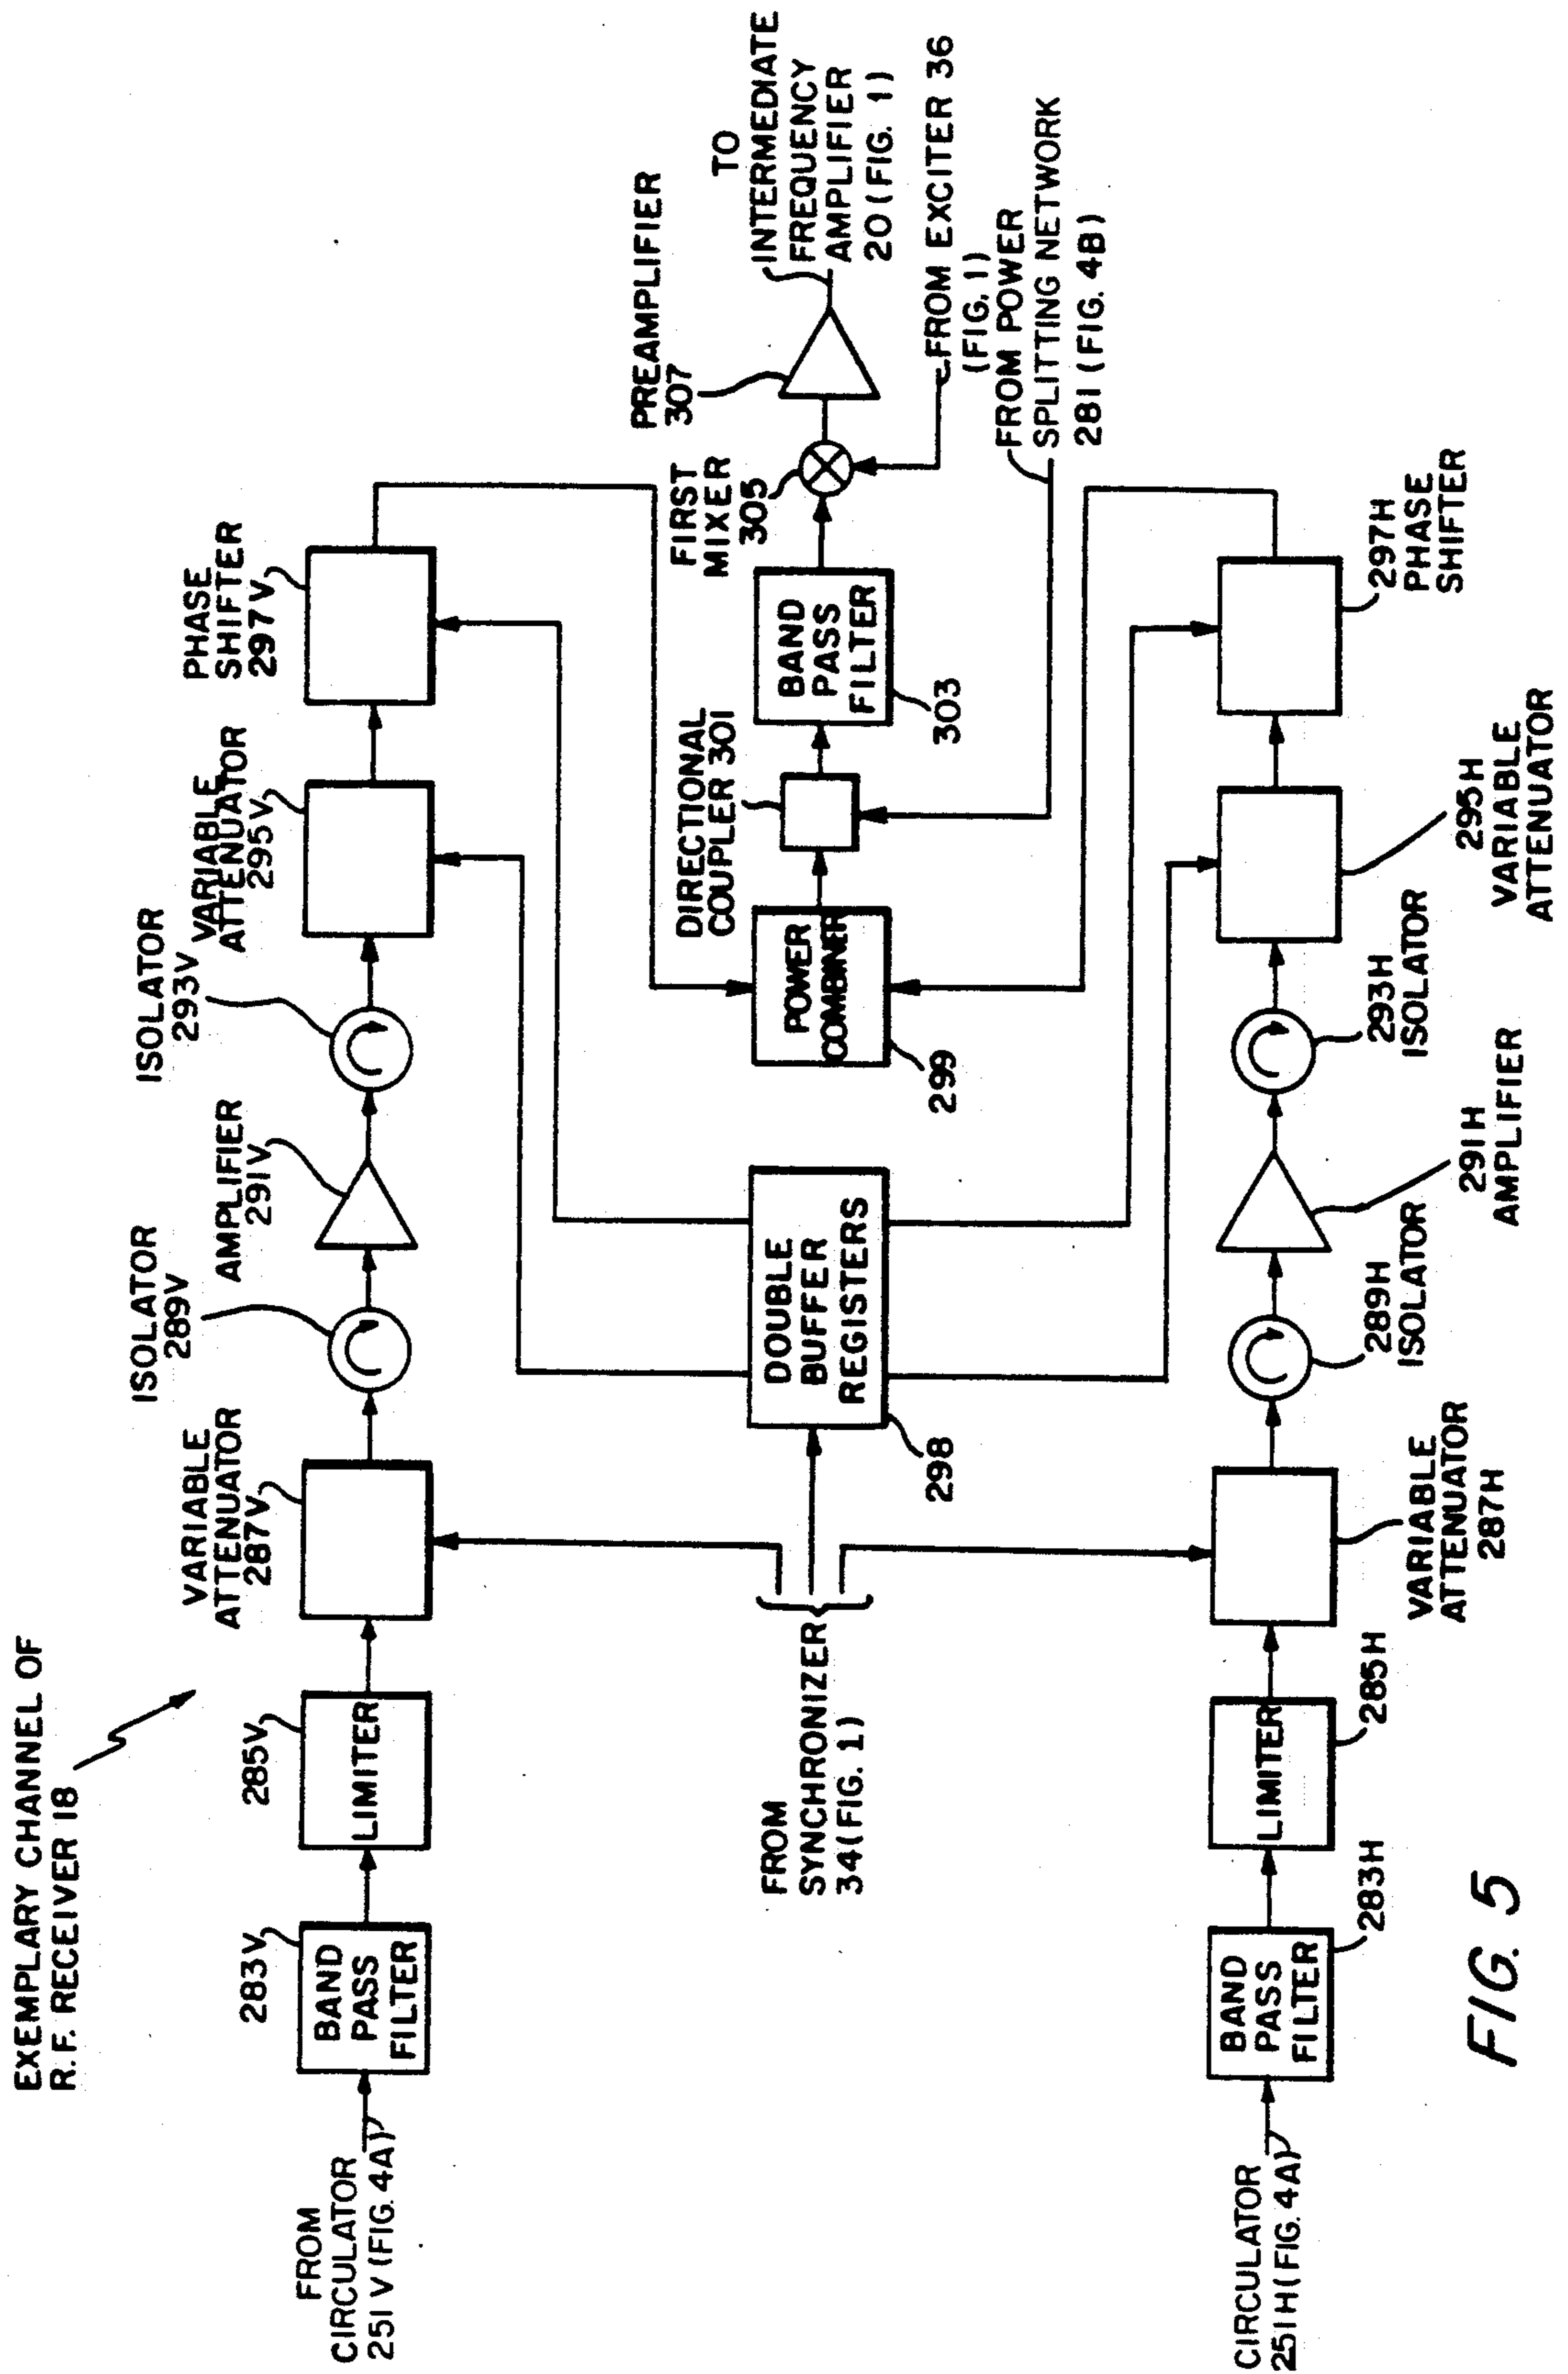 EXEMPLARY CHANNEL OF
R.F. RECEIVER 18
FROM
CIRCULATOR
251V (FIG. 4A)
283V
BAND
PASS
FILTER
285V
LIMITER
VARIABLE
ATTENUATOR
287V
ISOLATOR
289V
AMPLIFIER
291V
ISOLATOR
293V
VARIABLE
ATTENUATOR
295V
PHASE
SHIFTER
297V
FROM
SYNCHRONIZER
34(FIG. 1)
DOUBLE
BUFFER
REGISTERS
298
POWER
COMBINER
299
DIRECTIONAL
COUPLER 301
BAND
PASS
FILTER
303
FIRST
MIXER
305
PREAMPLIFIER
307
TO
INTERMEDIATE
FREQUENCY
AMPLIFIER
20 (FIG. 1)
FROM EXCITER 36
(FIG. 1)
FROM POWER
SPLITTING NETWORK
281 (FIG. 4B)
CIRCULATOR
251H (FIG. 4A)
BAND
PASS
FILTER
283H
LIMITER
285H
VARIABLE
ATTENUATOR
287H
289H
ISOLATOR
291H
AMPLIFIER
293H
ISOLATOR
295H
VARIABLE
ATTENUATOR
297H
PHASE
SHIFTER
FIG. 5